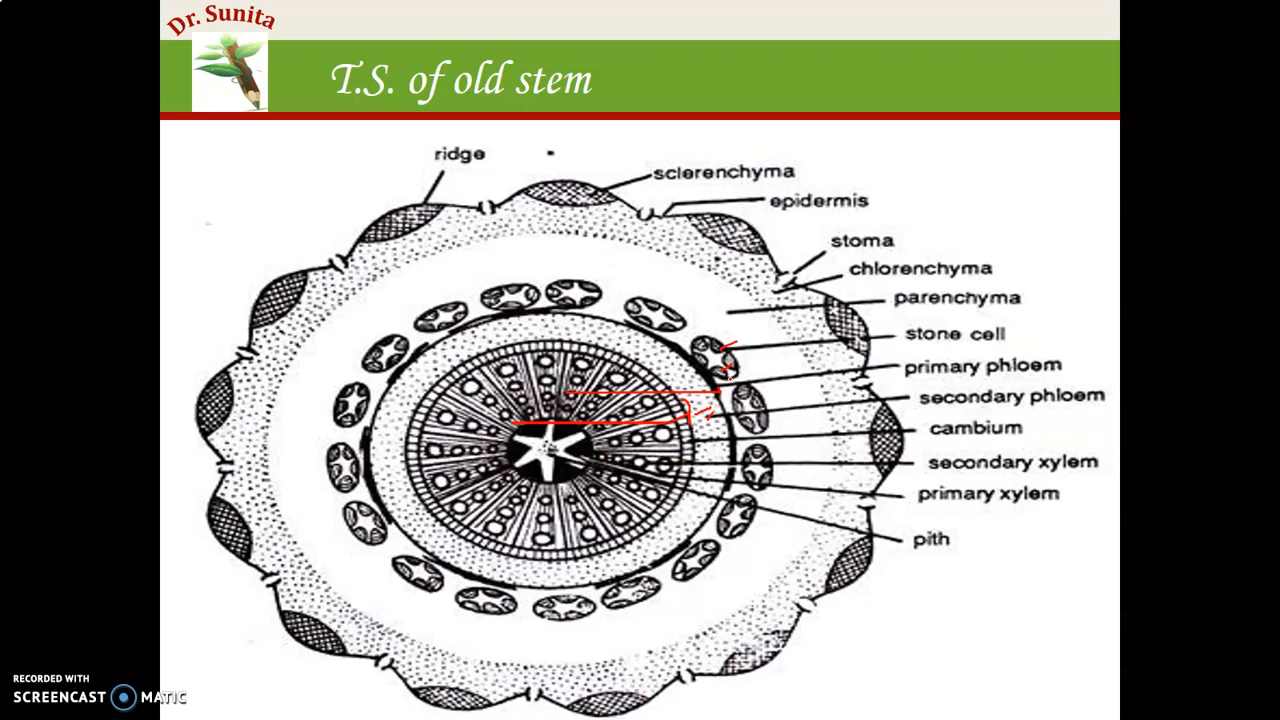 Dr. Sunita
T.S. of old stem
ridge
sclerenchyma
epidermis
stoma
chlorenchyma
parenchyma
stone cell
primary phloem
secondary phloem
cambium
secondary xylem
primary xylem
pith
RECORDED WITH
SCREENCAST MATIC